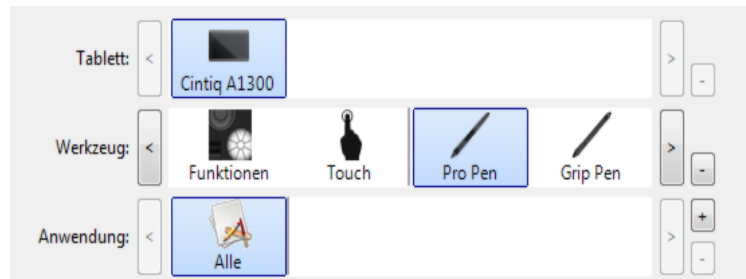 Tablett: < Cintiq A1300 > -
Werkzeug: < Funktionen Touch Pro Pen Grip Pen > -
Anwendung: < Alle > + -